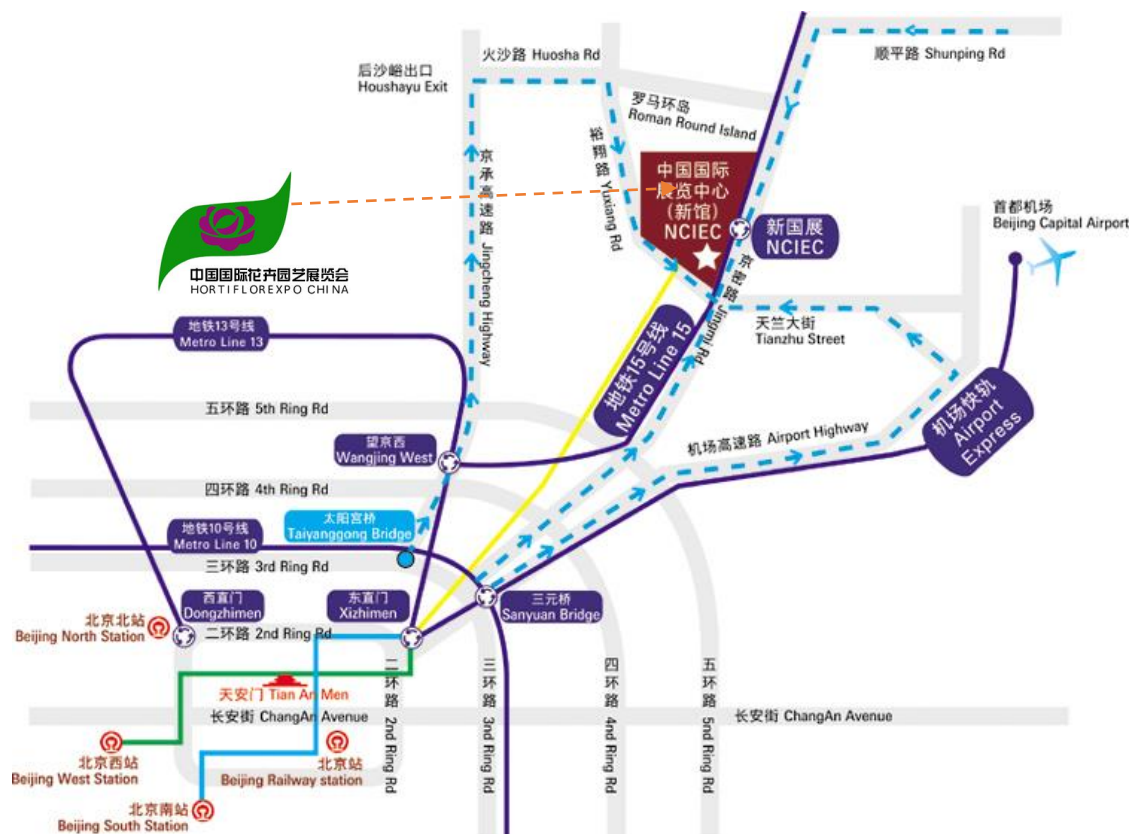 火沙路 Huosha Rd
后沙峪出口
Houshayu Exit
顺平路 Shunping Rd
罗马环岛
Roman Round Island
裕翔路 Yuxiang Rd
京承高速路 Jingcheng Highway
中国国际
展览中心
(新馆)
NCIEC
新国展
NCIEC
首都机场
Beijing Capital Airport
中国国际花卉园艺展览会
HORTIFLOREXPO CHINA
京密路 Jingmi Rd
天竺大街
Tianzhu Street
地铁13号线
Metro Line 13
地铁15号线
Metro Line 15
机场快轨
Airport
Express
五环路 5th Ring Rd
机场高速路 Airport Highway
望京西
Wangjing West
四环路 4th Ring Rd
太阳宫桥
Taiyanggong Bridge
地铁10号线
Metro Line 10
三环路 3rd Ring Rd
西直门
Dongzhimen
东直门
Xizhimen
三元桥
Sanyuan Bridge
北京北站
Beijing North Station
二环路 2nd Ring Rd
二环路 2nd Ring Rd
三环路 3nd Ring Rd
四环路 4nd Ring Rd
五环路 5nd Ring Rd
天安门 Tian An Men
长安街 ChangAn Avenue
长安街 ChangAn Avenue
北京西站
Beijing West Station
北京站
Beijing Railway station
北京南站
Beijing South Station